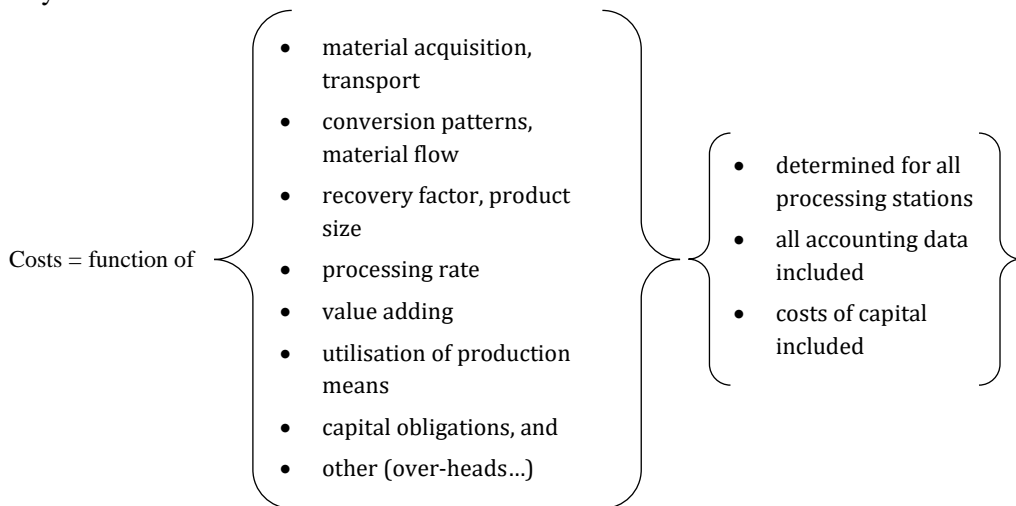 Costs = function of
• material acquisition,
transport
• conversion patterns,
material flow
• recovery factor, product
size
• processing rate
• value adding
• utilisation of production
means
• capital obligations, and
• other (over-heads…)
• determined for all
processing stations
• all accounting data
included
• costs of capital
included